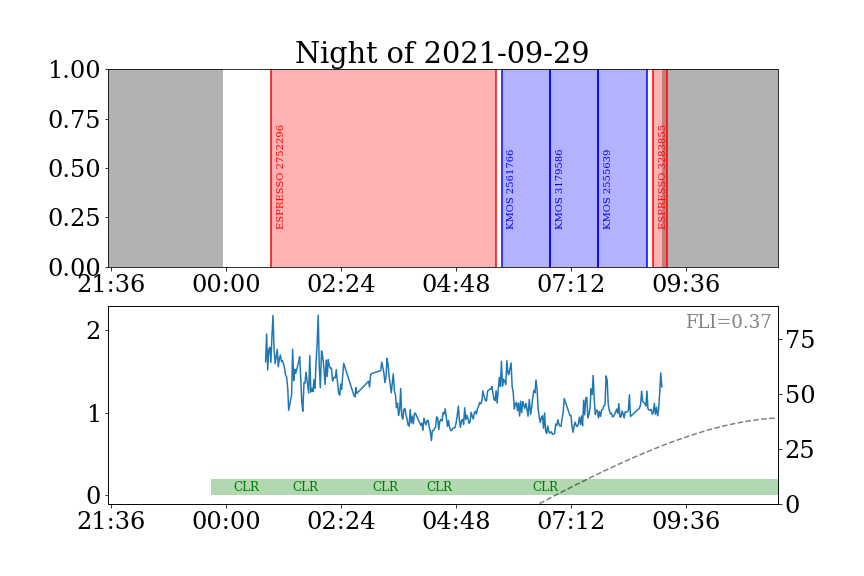 Night of 2021-09-29
1.00
0.75
0.50
0.25
0.00
ESPRESSO 2752296
KMOS 2561766
KMOS 3179586
KMOS 2555639
ESPRESSO 3283855
21:36 00:00 02:24 04:48 07:12 09:36
FLI=0.37
2
1
0
75
50
25
0
CLR CLR CLR CLR CLR
21:36 00:00 02:24 04:48 07:12 09:36